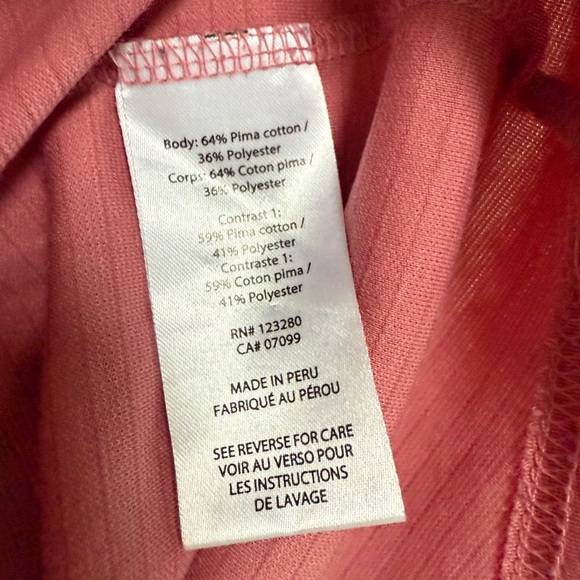 Body: 64% Pima cotton /
36% Polyester
Corps: 64% Coton pima /
36% Polyester
Contrast 1:
59% Pima cotton /
41% Polyester
Contraste 1:
59% Coton pima /
41% Polyester
RN# 123280
CA# 07099
MADE IN PERU
FABRIQUÉ AU PÉROU
SEE REVERSE FOR CARE
VOIR AU VERSO POUR
LES INSTRUCTIONS
DE LAVAGE